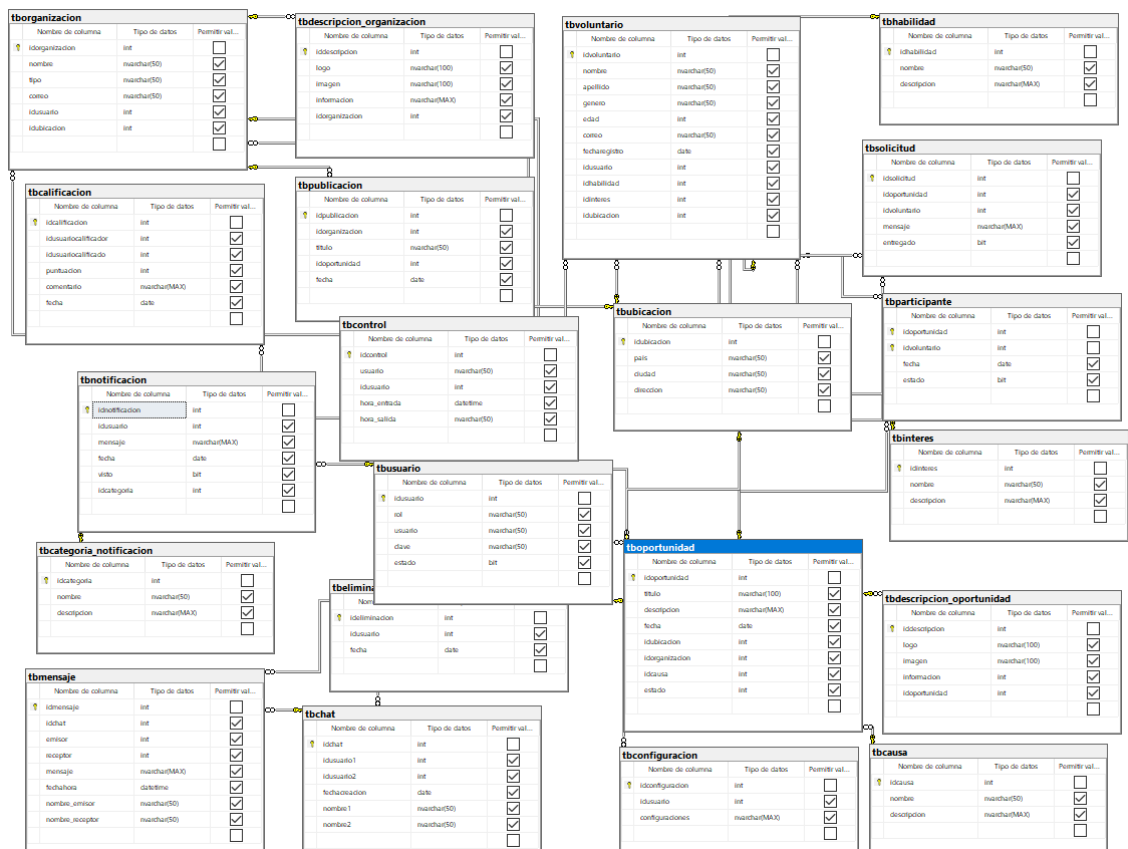 tborganizacion
Nombre de columna Tipo de datos Permitir val...
idorganizacion int
nombre nvarchar(50)
tipo nvarchar(50)
correo nvarchar(50)
idusuario int
idubicacion int
tbdescripcion_organizacion
Nombre de columna Tipo de datos Permitir val...
iddescripcion int
logo nvarchar(100)
imagen nvarchar(100)
informacion nvarchar(MAX)
idorganizacion int
tbvoluntario
Nombre de columna Tipo de datos Permitir val...
idvoluntario int
nombre nvarchar(50)
apellido nvarchar(50)
genero nvarchar(50)
edad int
correo nvarchar(50)
fecharegistro date
idusuario int
idhabilidad int
idinteres int
idubicacion int
tbhabilidad
Nombre de columna Tipo de datos Permitir val...
idhabilidad int
nombre nvarchar(50)
descripcion nvarchar(MAX)
tbsolicitud
Nombre de columna Tipo de datos Permitir val...
idsolicitud int
idoportunidad int
idvoluntario int
mensaje nvarchar(MAX)
entregado bit
tbcalificacion
Nombre de columna Tipo de datos Permitir val...
idcalificacion int
idusuariocalificador int
idusuariocalificado int
puntuacion int
comentario nvarchar(MAX)
fecha date
tbpublicacion
Nombre de columna Tipo de datos Permitir val...
idpublicacion int
idorganizacion int
titulo nvarchar(50)
idoportunidad int
fecha date
tbcontrol
Nombre de columna Tipo de datos Permitir val...
idcontrol int
usuario nvarchar(50)
idusuario int
hora_entrada datetime
hora_salida nvarchar(50)
tbubicacion
Nombre de columna Tipo de datos Permitir val...
idubicacion int
pais nvarchar(50)
ciudad nvarchar(50)
direccion nvarchar(50)
tbparticipante
Nombre de columna Tipo de datos Permitir val...
idoportunidad int
idvoluntario int
fecha date
estado bit
tbnotificacion
Nombre de columna Tipo de datos Permitir val...
idnotificacion int
idusuario int
mensaje nvarchar(MAX)
fecha date
visto bit
idcategoria int
tbinteres
Nombre de columna Tipo de datos Permitir val...
idinteres int
nombre nvarchar(50)
descripcion nvarchar(MAX)
tbusuario
Nombre de columna Tipo de datos Permitir val...
idusuario int
rol nvarchar(50)
usuario nvarchar(50)
clave nvarchar(50)
estado bit
tbcategoria_notificacion
Nombre de columna Tipo de datos Permitir val...
idcategoria int
nombre nvarchar(50)
descripcion nvarchar(MAX)
tbelimina
ideliminacion int
idusuario int
fecha date
tboportunidad
Nombre de columna Tipo de datos Permitir val...
idoportunidad int
titulo nvarchar(100)
descripcion nvarchar(MAX)
fecha date
idubicacion int
idorganizacion int
idcausa int
estado int
tbdescripcion_oportunidad
Nombre de columna Tipo de datos Permitir val...
iddescripcion int
logo nvarchar(100)
imagen nvarchar(100)
informacion int
idoportunidad int
tbmensaje
Nombre de columna Tipo de datos Permitir val...
idmensaje int
idchat int
emisor int
receptor int
mensaje nvarchar(MAX)
fechahora datetime
nombre_emisor nvarchar(50)
nombre_receptor nvarchar(50)
tbchat
Nombre de columna Tipo de datos Permitir val...
idchat int
idusuario1 int
idusuario2 int
fechacreacion date
nombre1 nvarchar(50)
nombre2 nvarchar(50)
tbconfiguracion
Nombre de columna Tipo de datos Permitir val...
idconfiguracion int
idusuario int
configuraciones nvarchar(MAX)
tbcausa
Nombre de columna Tipo de datos Permitir val...
idcausa int
nombre nvarchar(50)
descripcion nvarchar(MAX)